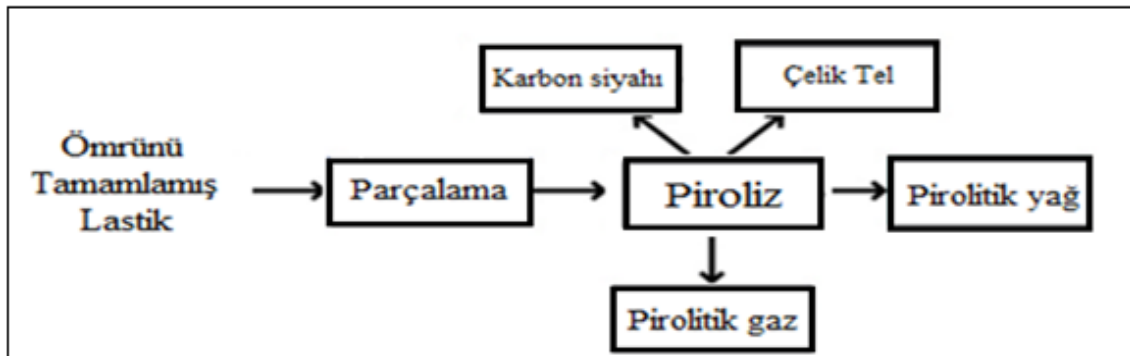 Karbon siyahı
Çelik Tel
Ömrünü
Tamamlamış
Lastik
Parçalama
Piroliz
Pirolitik yağ
Pirolitik gaz